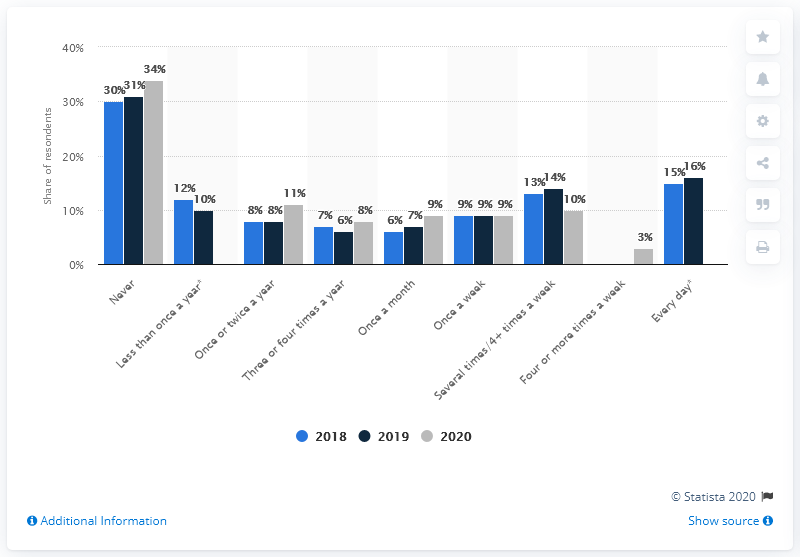 40%
30%
20%
10%
0%
Share of resondents
30% 31% 34%
12% 10%
8% 8% 11%
7% 6% 8%
6% 7% 9%
9% 9% 9%
13% 14% 10%
3%
15% 16%
Never
Less than once a year*
Once or twice a year
Three or four times a year
Once a month
Once a week
Several times/4+ times a week
Four or more times a week
Every day*
2018 2019 2020
© Statista 2020
Additional Information
Show source